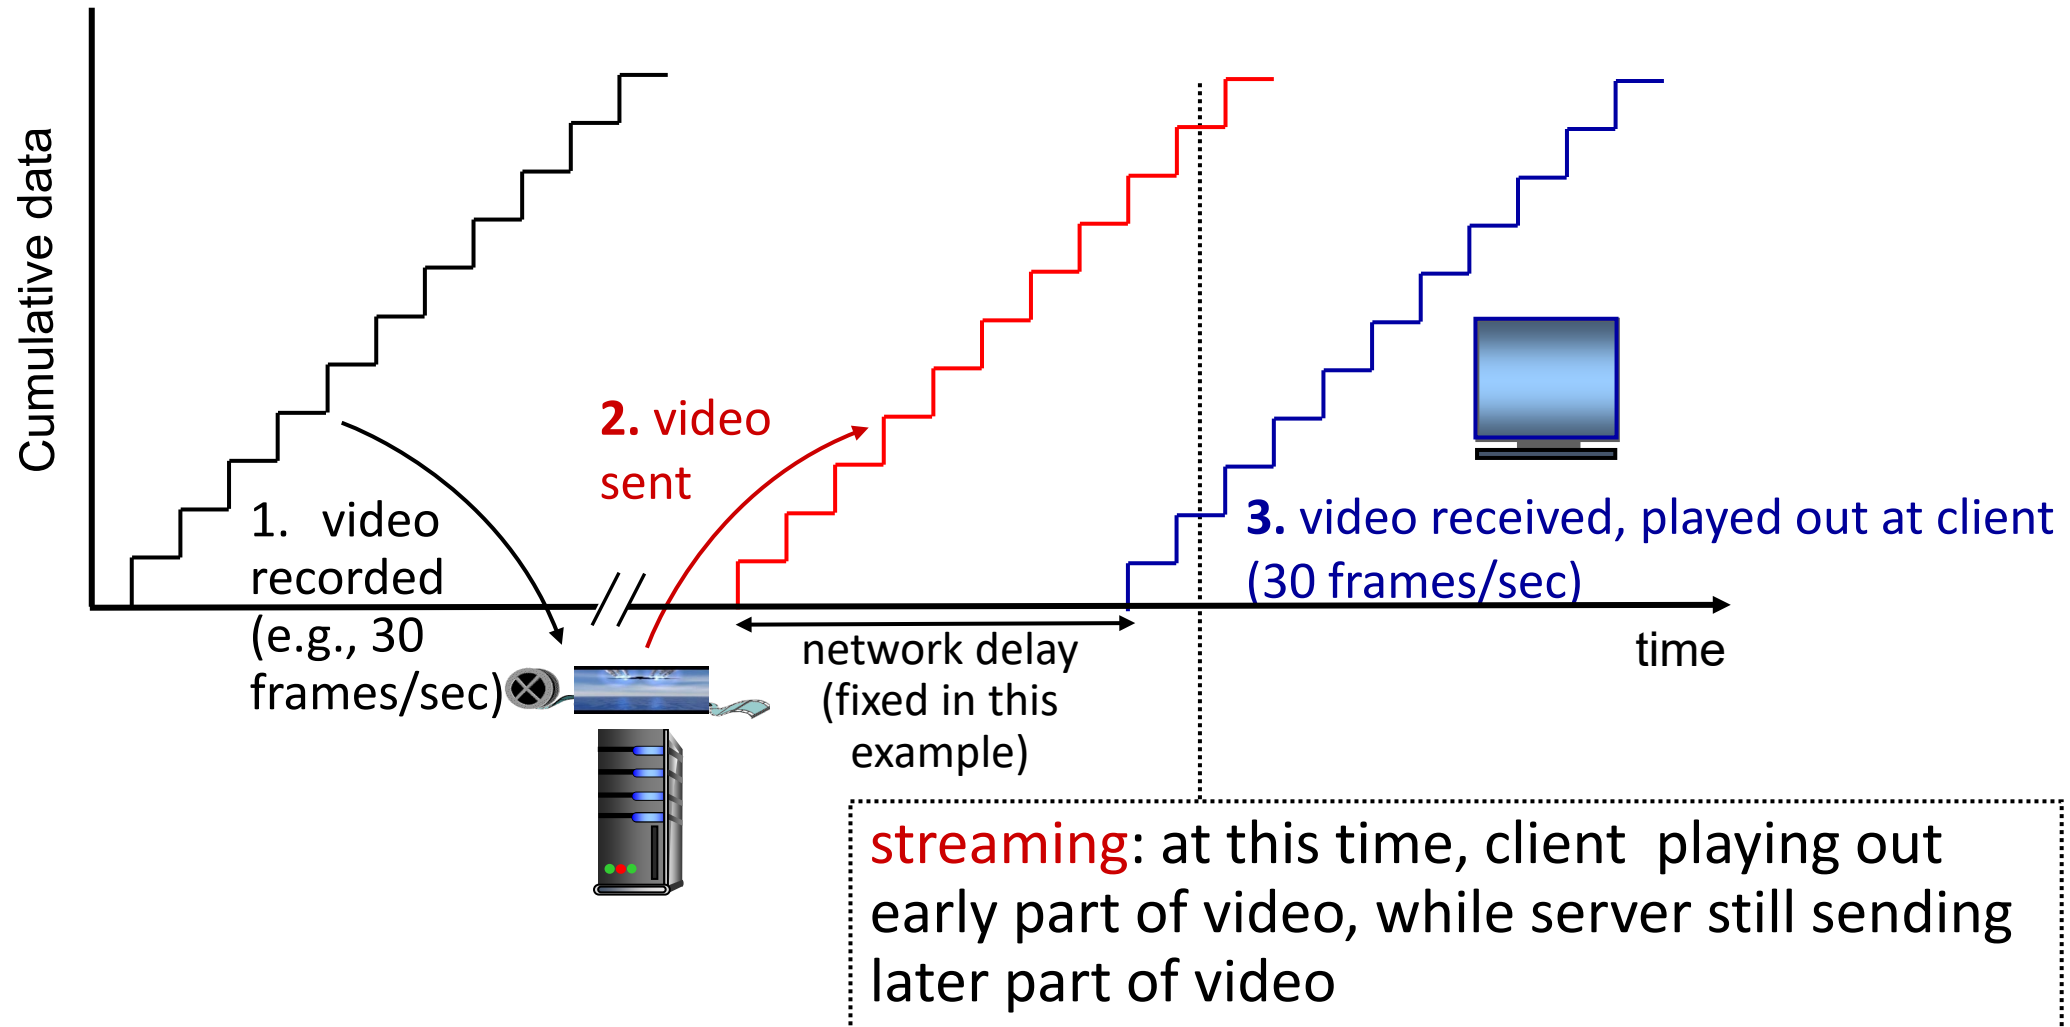 Cumulative data
1. video
recorded
(e.g., 30
frames/sec)
2. video
sent
3. video received, played out at client
(30 frames/sec)
time
network delay
(fixed in this
example)
streaming: at this time, client playing out
early part of video, while server still sending
later part of video